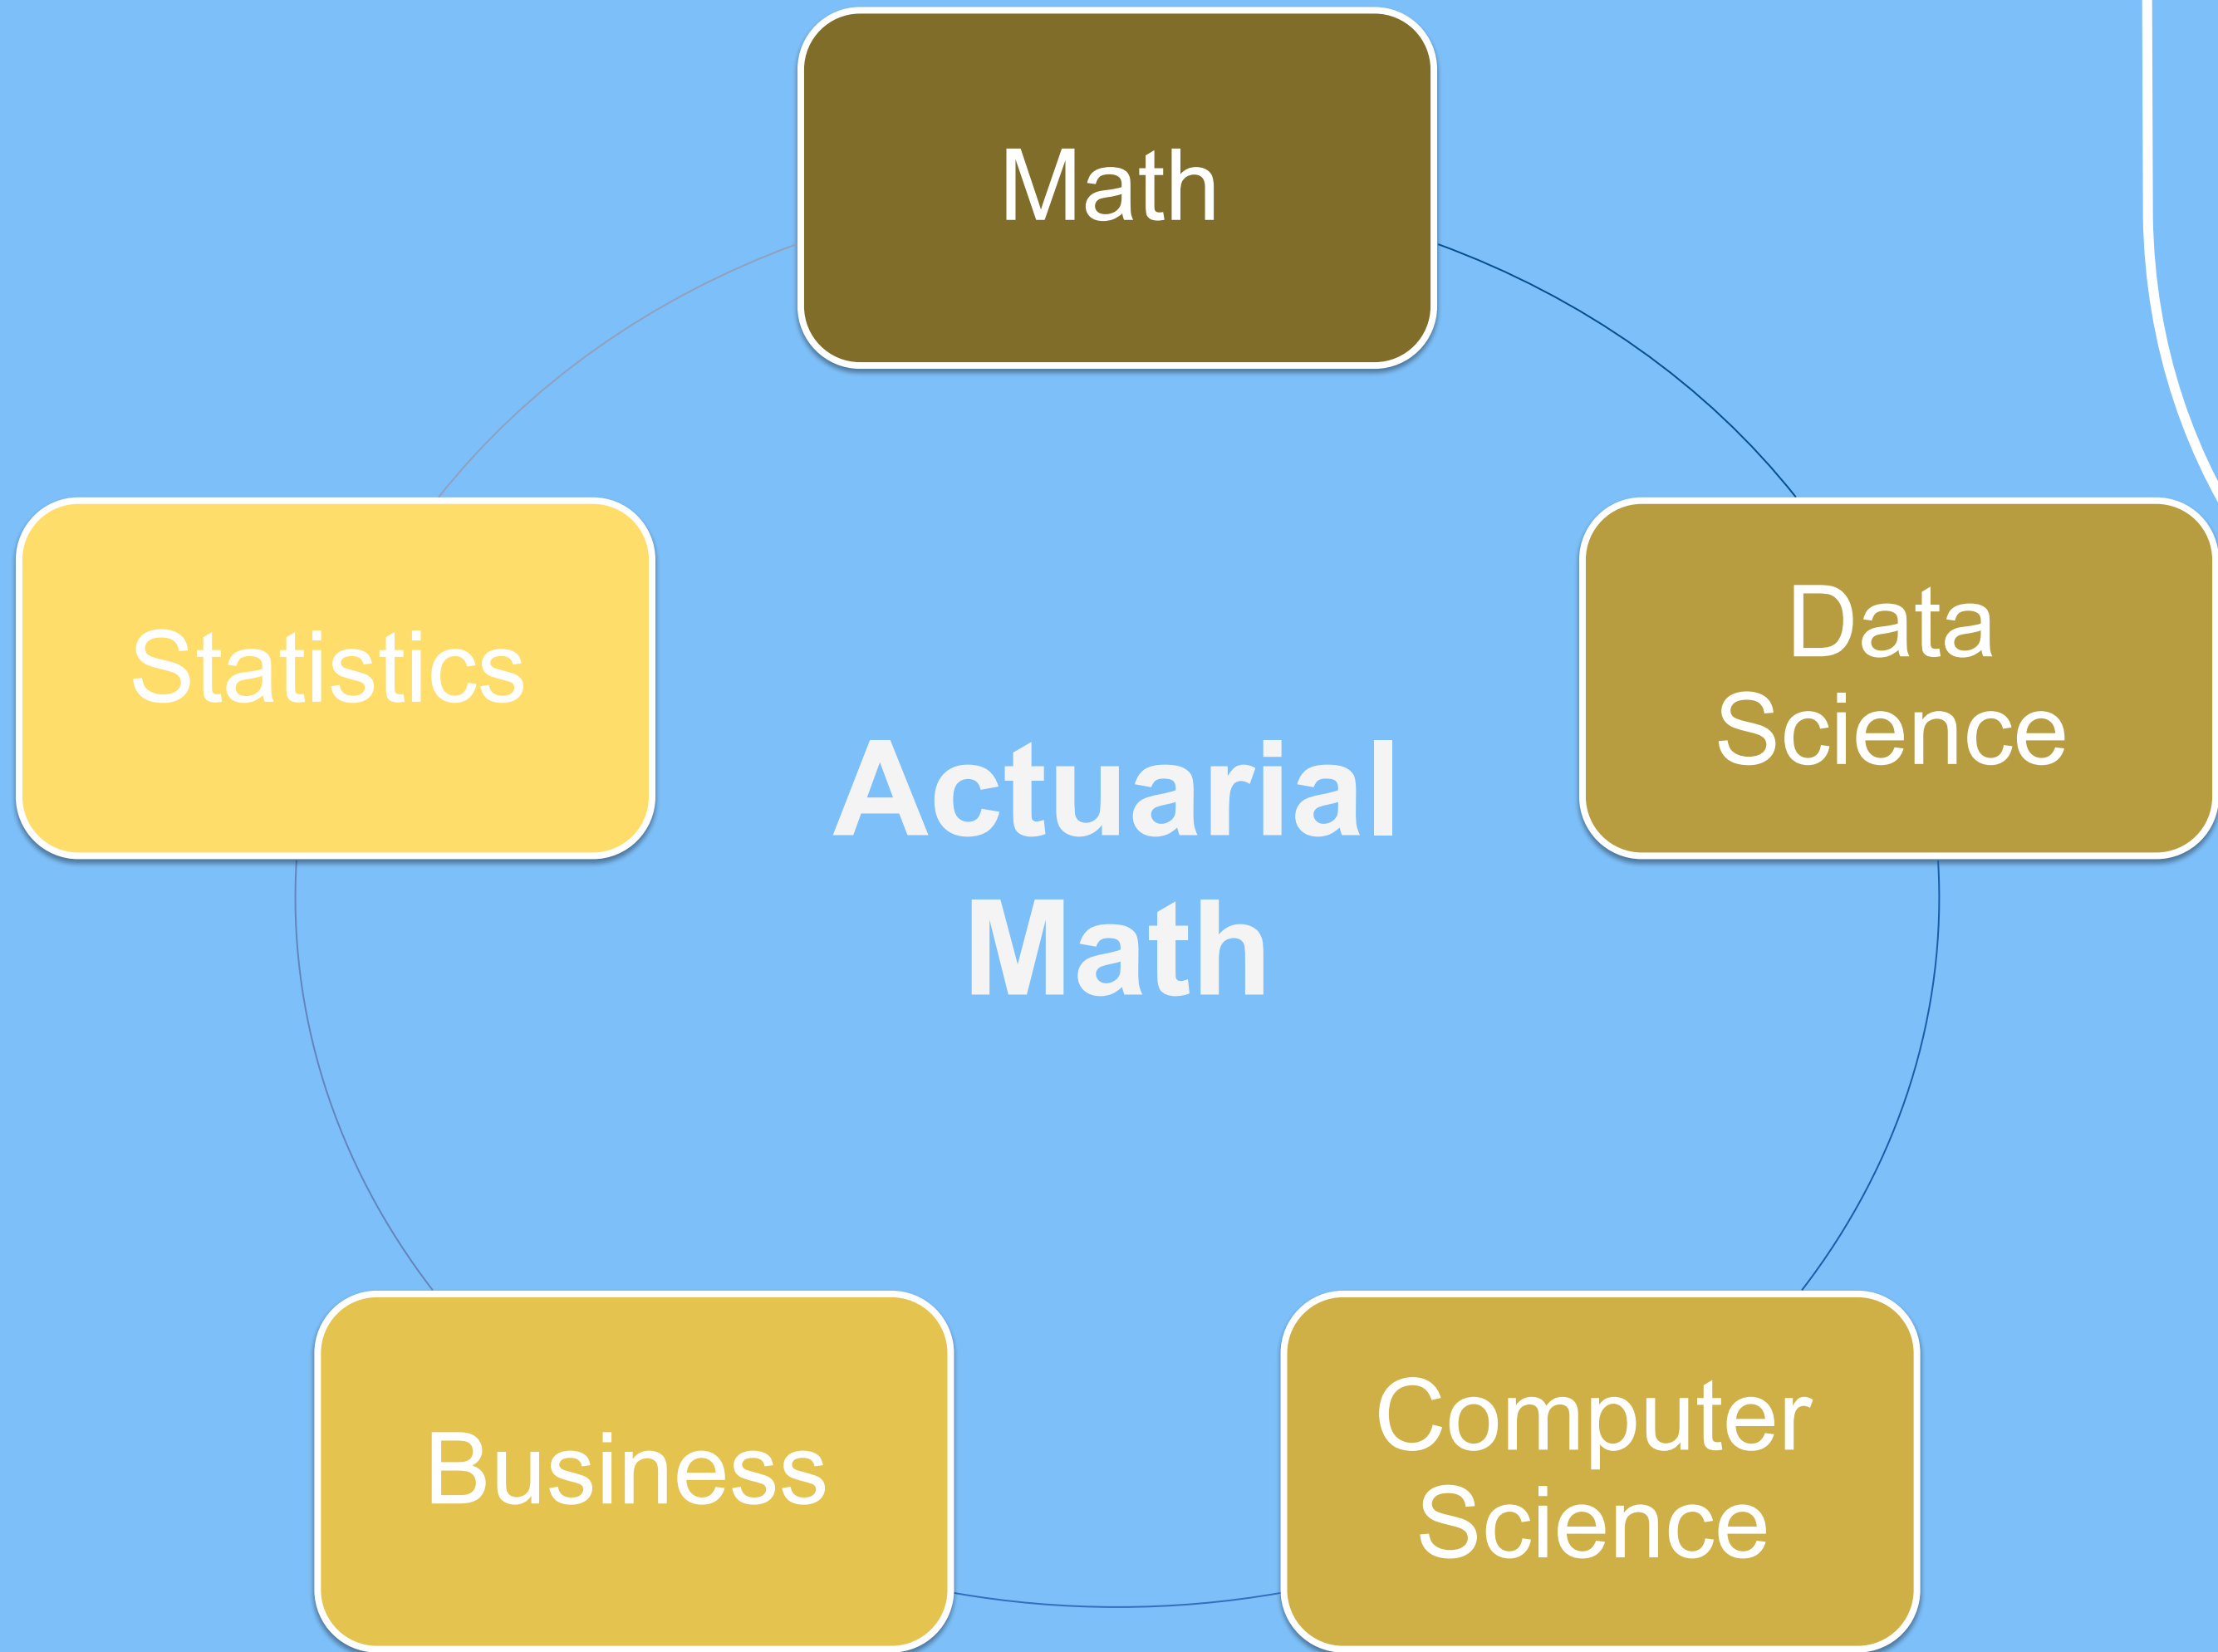 Math
Data
Science
Computer
Science
Business
Statistics
Actuarial
Math